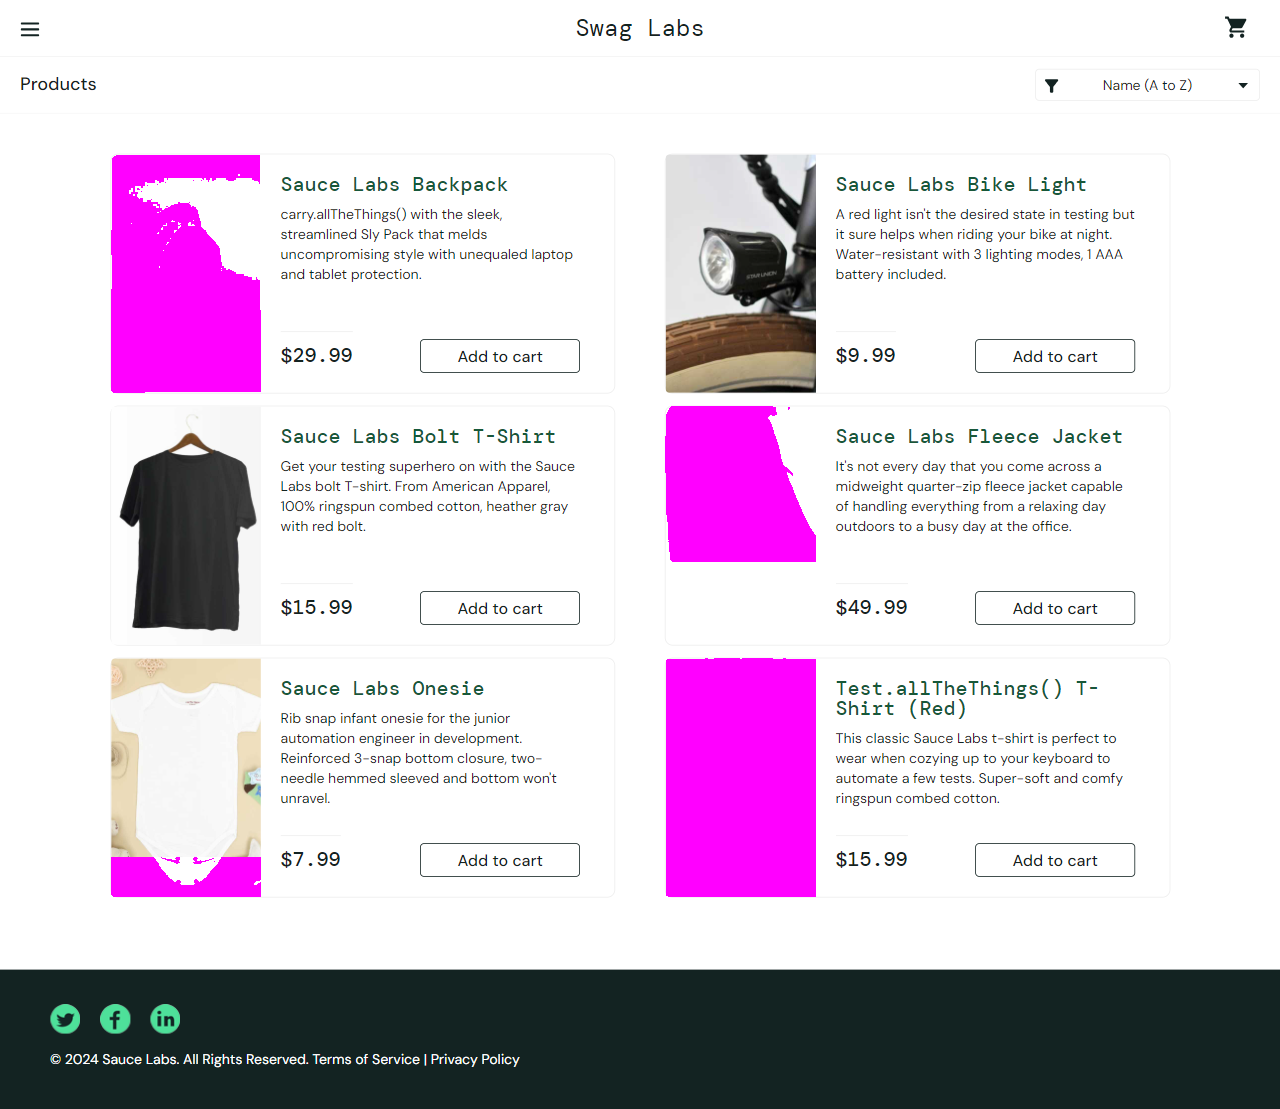 Swag Labs
Products
Name (A to Z)
Sauce Labs Backpack
carry.allTheThings() with the sleek,
streamlined Sly Pack that melds
uncompromising style with unequaled laptop
and tablet protection.
$29.99
Add to cart
Sauce Labs Bike Light
A red light isn't the desired state in testing but
it sure helps when riding your bike at night.
Water-resistant with 3 lighting modes, 1 AAA
battery included.
$9.99
Add to cart
Sauce Labs Bolt T-Shirt
Get your testing superhero on with the Sauce
Labs bolt T-shirt. From American Apparel,
100% ringspun combed cotton, heather gray
with red bolt.
$15.99
Add to cart
Sauce Labs Fleece Jacket
It's not every day that you come across a
midweight quarter-zip fleece jacket capable
of handling everything from a relaxing day
outdoors to a busy day at the office.
$49.99
Add to cart
Sauce Labs Onesie
Rib snap infant onesie for the junior
automation engineer in development.
Reinforced 3-snap bottom closure, two-
needle hemmed sleeved and bottom won't
unravel.
$7.99
Add to cart
Test.allTheThings() T-
Shirt (Red)
This classic Sauce Labs t-shirt is perfect to
wear when cozying up to your keyboard to
automate a few tests. Super-soft and comfy
ringspun combed cotton.
$15.99
Add to cart
© 2024 Sauce Labs. All Rights Reserved. Terms of Service | Privacy Policy